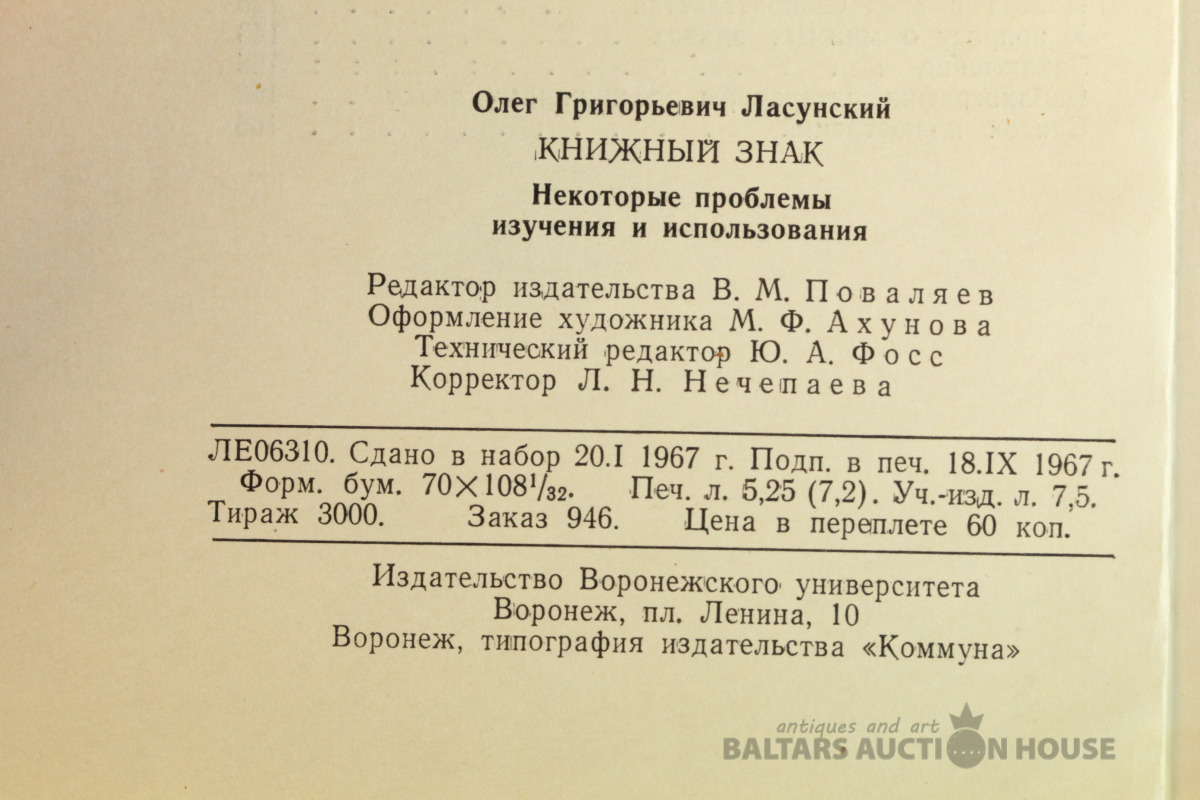 Олег Григорьевич Ласунский
КНИЖНЫЙ ЗНАК
Некоторые проблемы
изучения и использования
Редактор издательства В. М. Поваляев
Оформление художника М. Ф. Ахунова
Технический редактор Ю. А. Фосс
Корректор Л. Н. Нечепаева
ЛЕ06310. Сдано в набор 20.I 1967 г. Подп. в печ. 18.IX 1967 г.
Форм. бум. 70×108¹/₃₂. Печ. л. 5,25 (7,2). Уч.-изд. л. 7,5.
Тираж 3000. Заказ 946. Цена в переплете 60 коп.
Издательство Воронежского университета
Воронеж, пл. Ленина, 10
Воронеж, типография издательства «Коммуна»
antiques and art
BALTARS AUCTION HOUSE